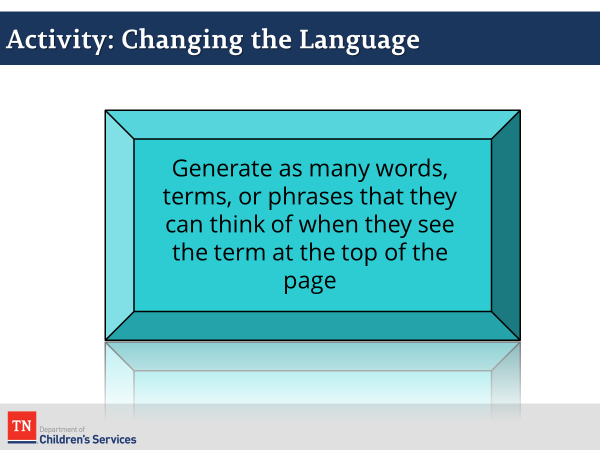 Activity: Changing the Language
Generate as many words,
terms, or phrases that they
can think of when they see
the term at the top of the
page
TN
Department of
Children's Services